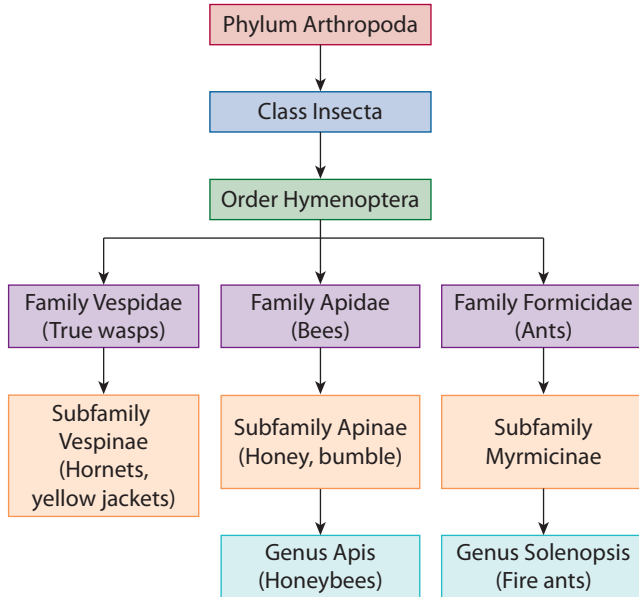 Phylum Arthropoda
Class Insecta
Order Hymenoptera
Family Vespidae
(True wasps)
Family Apidae
(Bees)
Family Formicidae
(Ants)
Subfamily
Vespinae
(Hornets,
yellow jackets)
Subfamily Apinae
(Honey, bumble)
Subfamily
Myrmicinae
Genus Apis
(Honeybees)
Genus Solenopsis
(Fire ants)